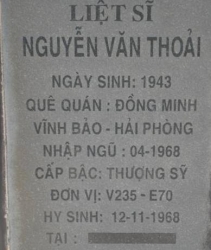 LIỆT SĨ
NGUYỄN VĂN THOẢI
NGÀY SINH: 1943
QUÊ QUÁN : ĐỒNG MINH
VĨNH BẢO - HẢI PHÒNG
NHẬP NGŨ : 04-1968
CẤP BẬC: THƯỢNG SỸ
ĐƠN VỊ: V235 - E70
HY SINH: 12-11-1968
TẠI :